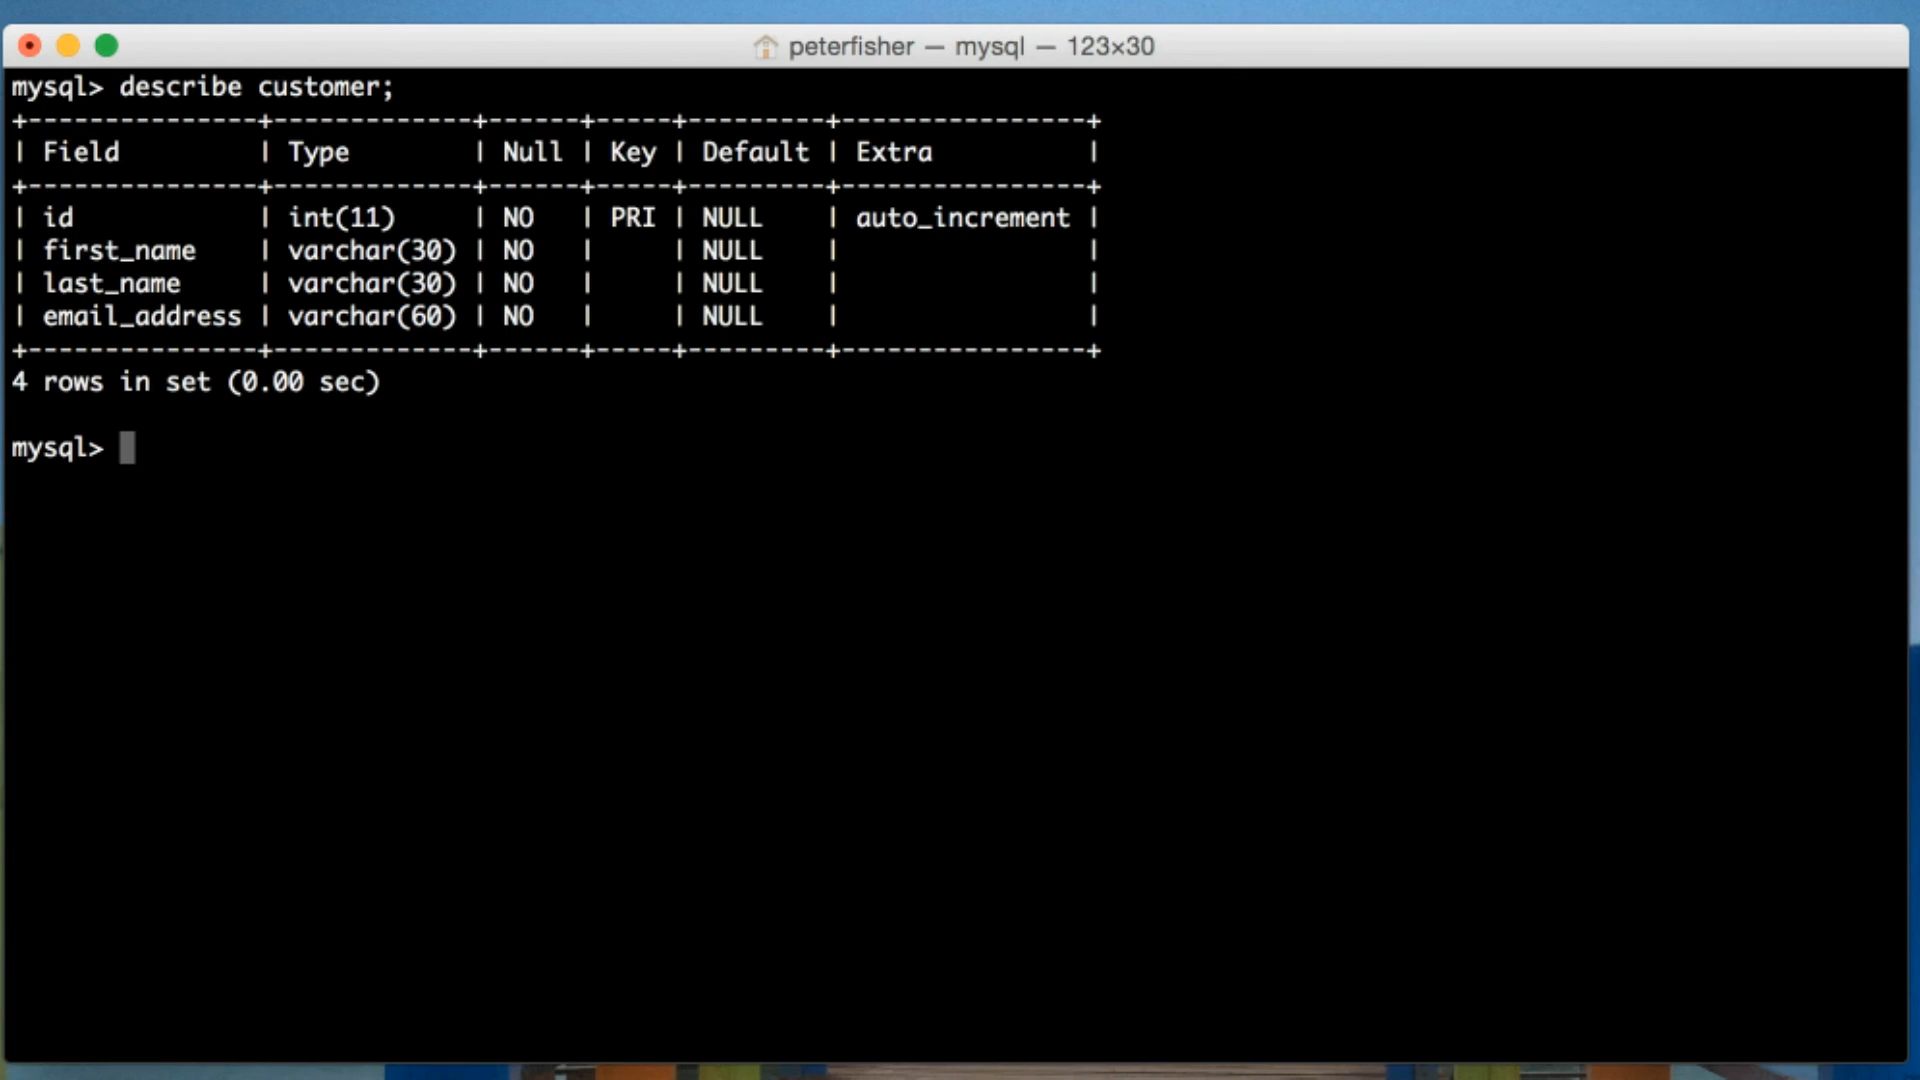 peterfisher — mysql — 123×30
mysql> describe customer;
+---------------+-------------+------+-----+---------+----------------+
| Field         | Type        | Null | Key | Default | Extra          |
+---------------+-------------+------+-----+---------+----------------+
| id            | int(11)     | NO   | PRI | NULL    | auto_increment |
| first_name    | varchar(30) | NO   |     | NULL    |                |
| last_name     | varchar(30) | NO   |     | NULL    |                |
| email_address | varchar(60) | NO   |     | NULL    |                |
+---------------+-------------+------+-----+---------+----------------+
4 rows in set (0.00 sec)
mysql>